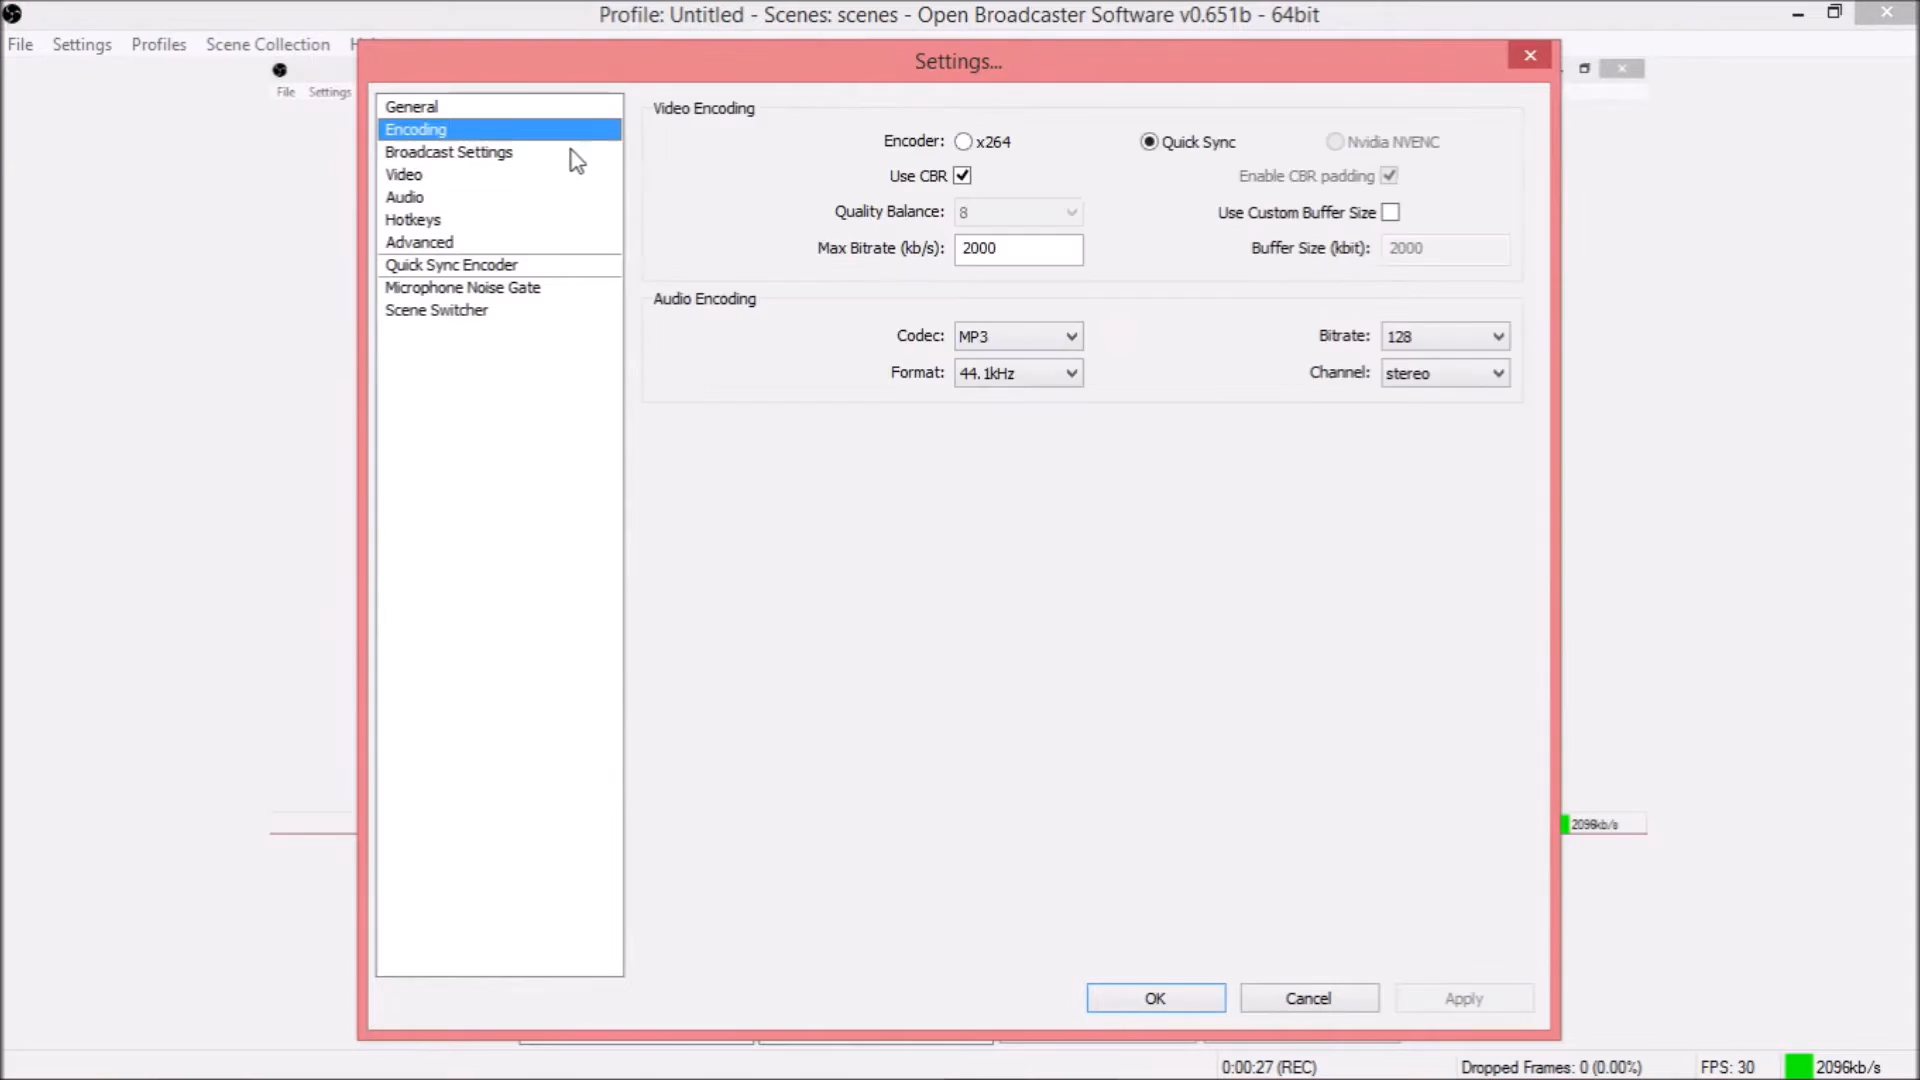 Profile: Untitled - Scenes: scenes - Open Broadcaster Software v0.651b - 64bit
File Settings Profiles Scene Collection
Settings...
File Settings
General
Encoding
Broadcast Settings
Video
Audio
Hotkeys
Advanced
Quick Sync Encoder
Microphone Noise Gate
Scene Switcher
Video Encoding
Encoder: x264 Quick Sync Nvidia NVENC
Use CBR Enable CBR padding
Quality Balance: 8 Use Custom Buffer Size
Max Bitrate (kb/s): 2000 Buffer Size (kbit): 2000
Audio Encoding
Codec: MP3 Bitrate: 128
Format: 44.1kHz Channel: stereo
2096kb/s
OK Cancel Apply
0:00:27 (REC) Dropped Frames: 0 (0.00%) FPS: 30 2096kb/s